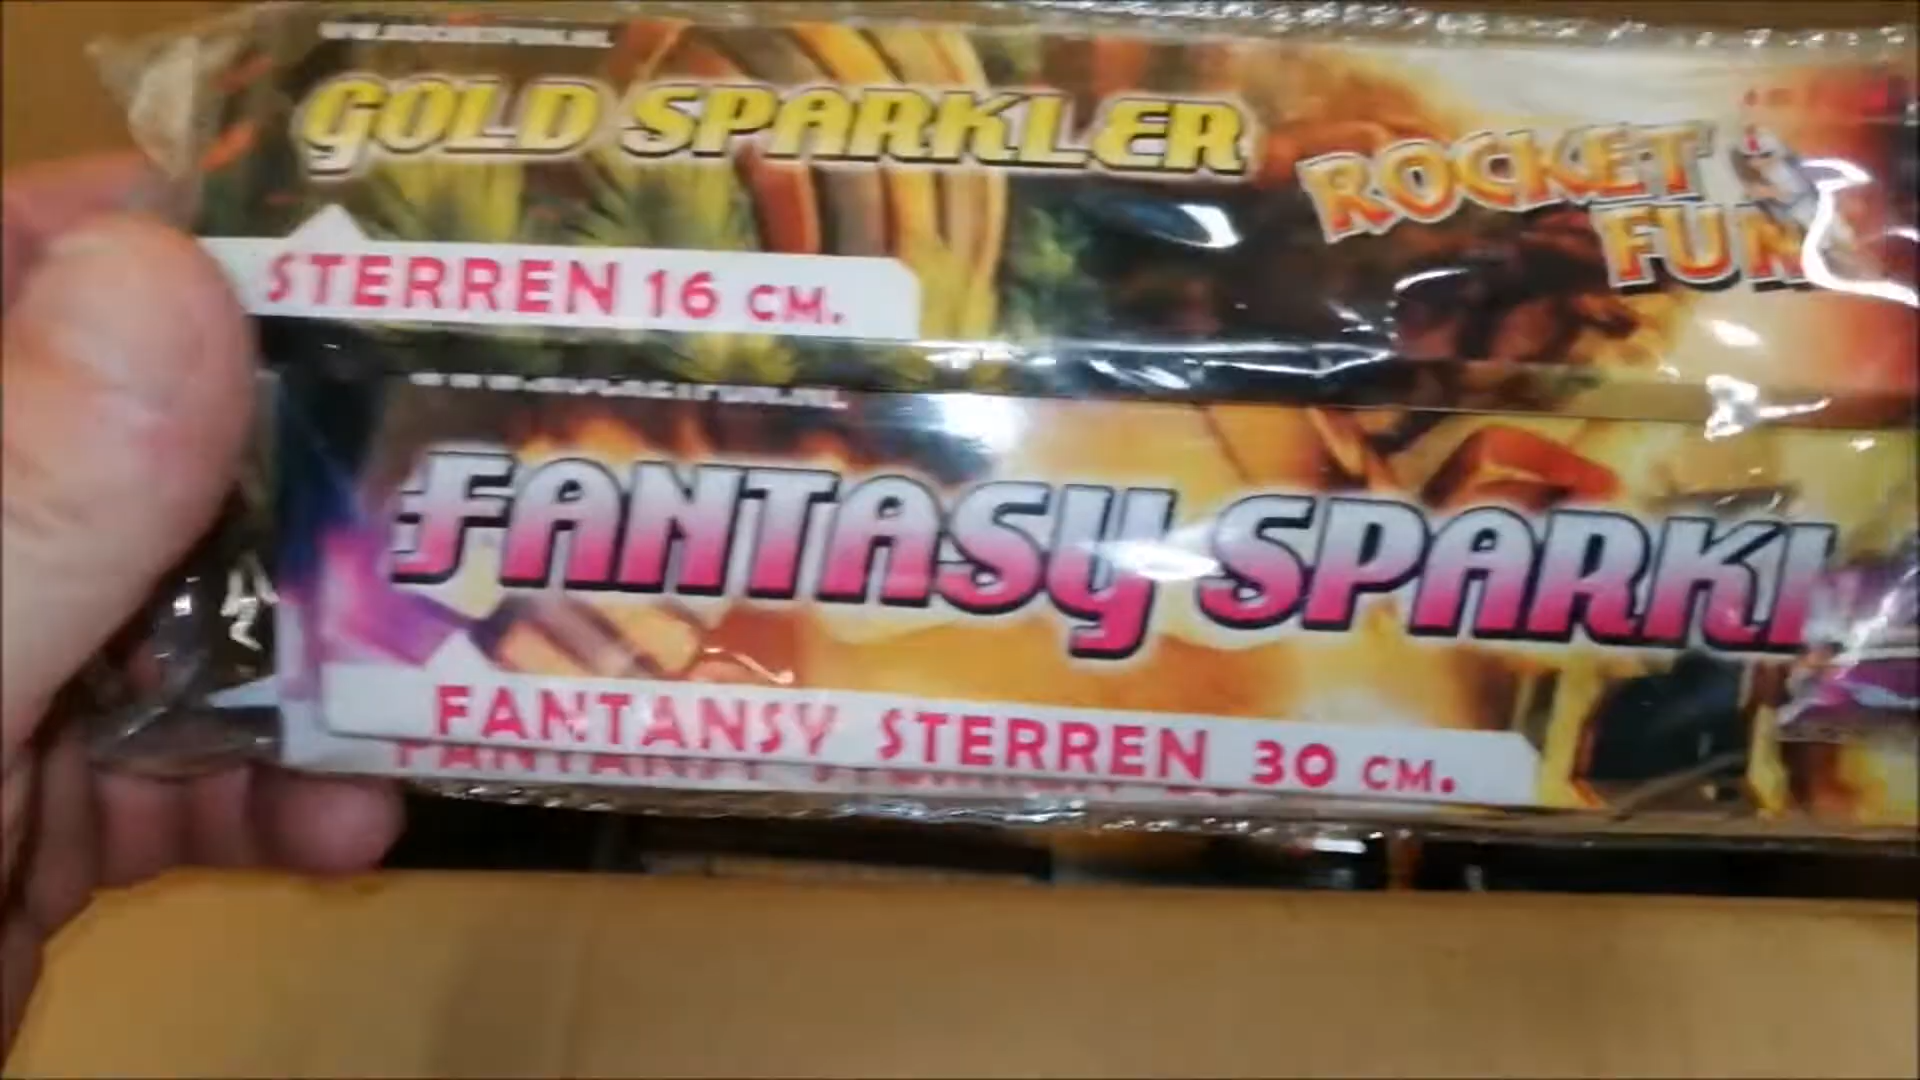 GOLD SPARKLER
ROCKET
FUN
STERREN 16 CM.
FANTASY SPARKL
FANTANSY STERREN 30 CM.